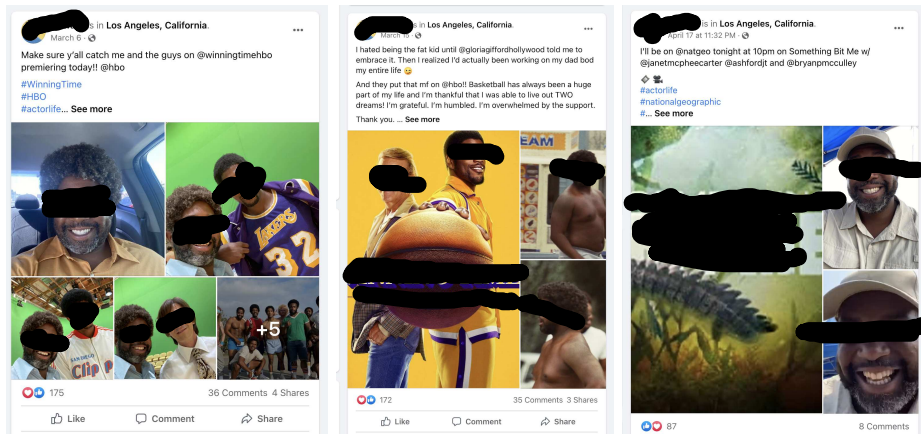 is in Los Angeles, California.
March 6 ·
Make sure y'all catch me and the guys on @winningtimehbo
premiering today!! @hbo
#WinningTime
#HBO
#actorlife... See more
LAKERS
32
SAN DIEGO
Clip
+5
175
36 Comments 4 Shares
Like
Comment
Share
is in Los Angeles, California.
March 15 ·
I hated being the fat kid until @gloriagiffordhollywood told me to
embrace it. Then I realized I'd actually been working on my dad bod
my entire life
And they put that mf on @hbo!! Basketball has always been a huge
part of my life and I'm thankful that I was able to live out TWO
dreams! I'm grateful. I'm humbled. I'm overwhelmed by the support.
Thank you. ... See more
EAM
172
35 Comments 3 Shares
Like
Comment
Share
is in Los Angeles, California.
April 17 at 11:32 PM ·
I'll be on @natgeo tonight at 10pm on Something Bit Me w/
@janetmcpheecarter @ashfordjt and @bryanpmcculley
#actorlife
#nationalgeographic
#... See more
87
8 Comments